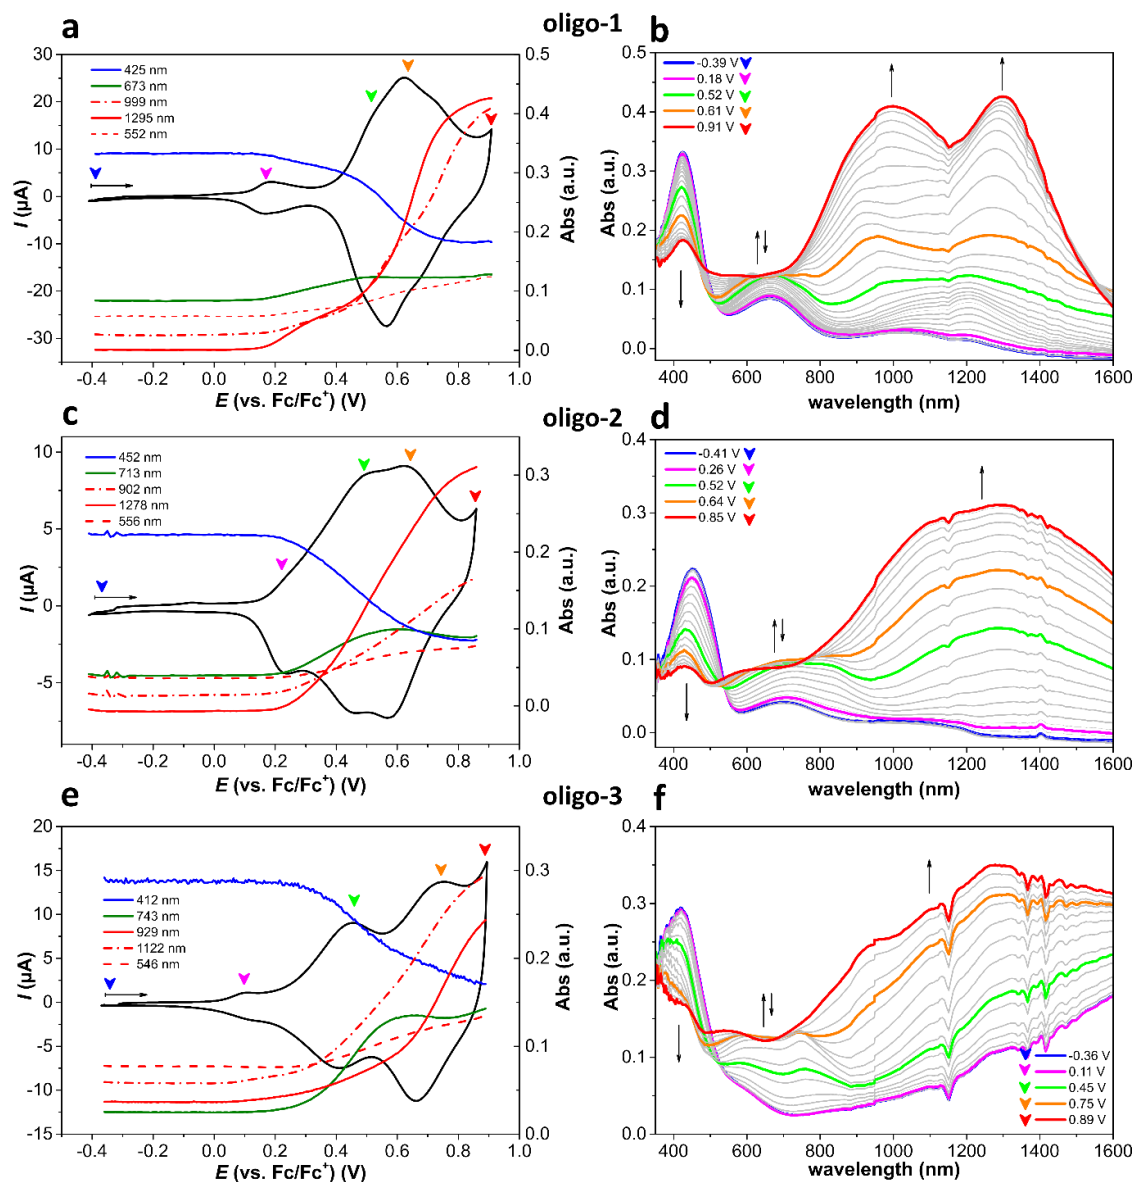 a
oligo-1
b
30
20
10
0
-10
-20
-30
I (µA)
425 nm
673 nm
999 nm
1295 nm
552 nm
0.5
0.4
0.3
0.2
0.1
0.0
Abs (a.u.)
-0.4 -0.2 0.0 0.2 0.4 0.6 0.8 1.0
E (vs. Fc/Fc+) (V)
0.5
0.4
0.3
0.2
0.1
0.0
Abs (a.u.)
-0.39 V
0.18 V
0.52 V
0.61 V
0.91 V
400 600 800 1000 1200 1400 1600
wavelength (nm)
c
oligo-2
d
10
5
0
-5
I (µA)
452 nm
713 nm
902 nm
1278 nm
556 nm
0.3
0.2
0.1
0.0
Abs (a.u.)
-0.4 -0.2 0.0 0.2 0.4 0.6 0.8 1.0
E (vs. Fc/Fc+) (V)
0.4
0.3
0.2
0.1
0.0
Abs (a.u.)
-0.41 V
0.26 V
0.52 V
0.64 V
0.85 V
400 600 800 1000 1200 1400 1600
wavelength (nm)
e
oligo-3
f
20
15
10
5
0
-5
-10
-15
I (µA)
412 nm
743 nm
929 nm
1122 nm
546 nm
0.3
0.2
0.1
0.0
Abs (a.u.)
-0.4 -0.2 0.0 0.2 0.4 0.6 0.8 1.0
E (vs. Fc/Fc+) (V)
0.4
0.3
0.2
0.1
0.0
Abs (a.u.)
-0.36 V
0.11 V
0.45 V
0.75 V
0.89 V
400 600 800 1000 1200 1400 1600
wavelength (nm)